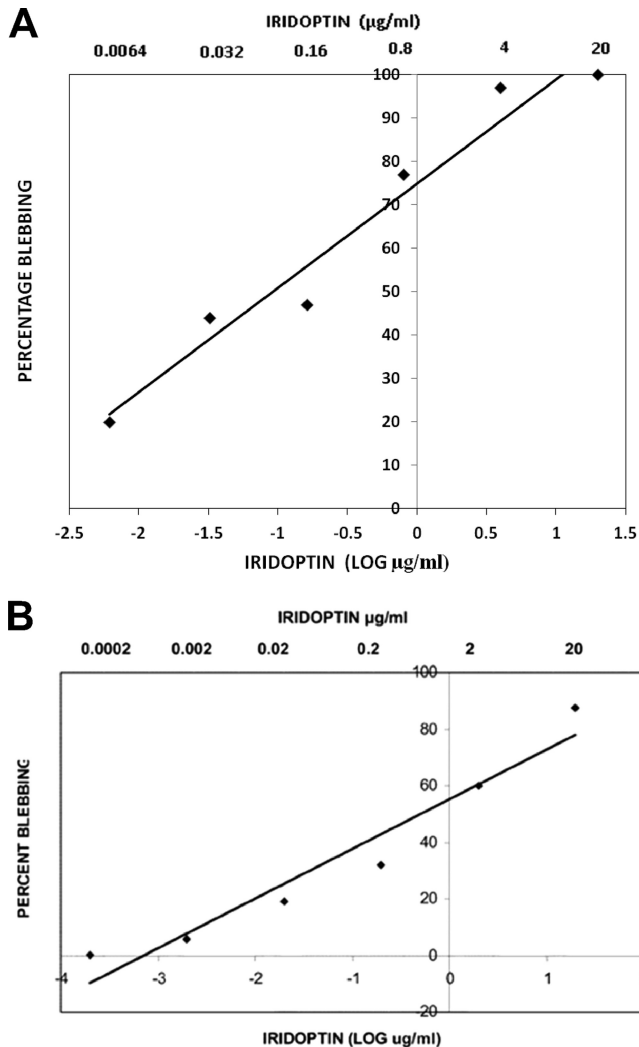 A
IRIDOPTIN (µg/ml)
0.0064 0.032 0.16 0.8 4 20
100
90
80
70
60
50
40
30
20
10
0
PERCENTAGE BLEBBING
-2.5 -2 -1.5 -1 -0.5 0 0.5 1 1.5
IRIDOPTIN (LOG µg/ml)
B
IRIDOPTIN µg/ml
0.0002 0.002 0.02 0.2 2 20
100
80
60
40
20
0
-20
PERCENT BLEBBING
-4 -3 -2 -1 0 1
IRIDOPTIN (LOG ug/ml)